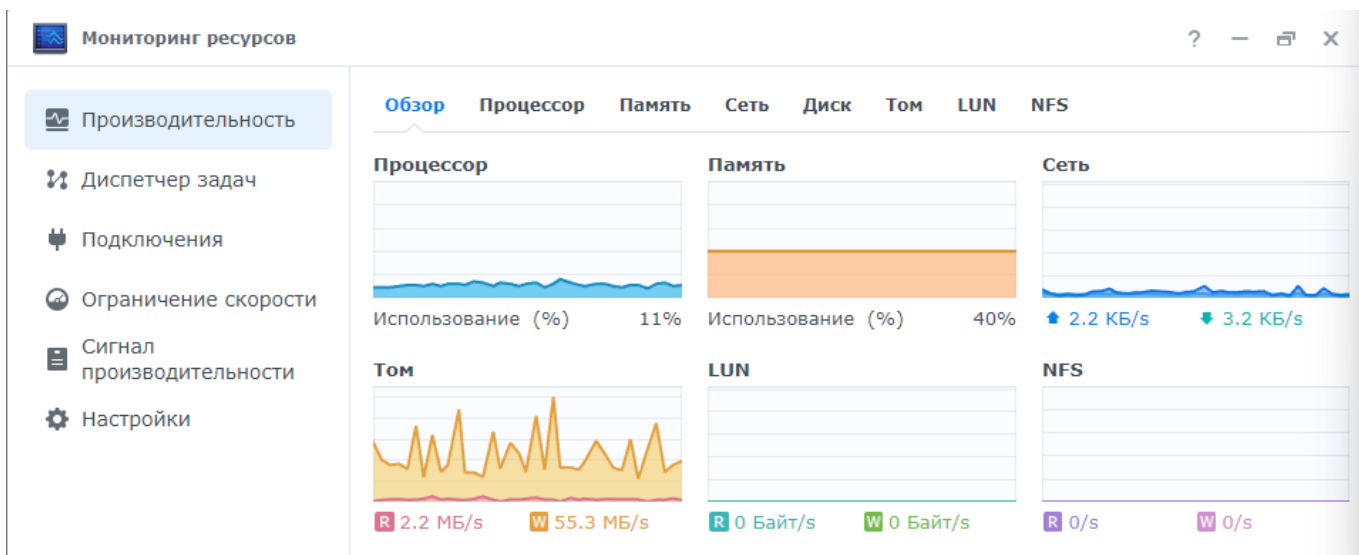 Мониторинг ресурсов
?
Производительность
Диспетчер задач
Подключения
Ограничение скорости
Сигнал
производительности
Настройки
Обзор Процессор Память Сеть Диск Том LUN NFS
Процессор
Использование (%) 11%
Память
Использование (%) 40%
Сеть
2.2 КБ/s 3.2 КБ/s
Том
R 2.2 МБ/s W 55.3 МБ/s
LUN
R 0 Байт/s W 0 Байт/s
NFS
R 0/s W 0/s